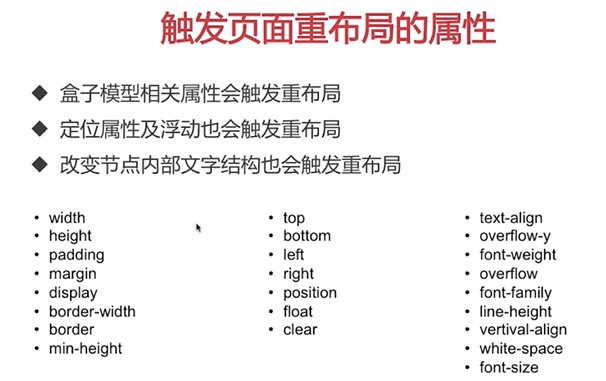 触发页面重布局的属性
盒子模型相关属性会触发重布局
定位属性及浮动也会触发重布局
改变节点内部文字结构也会触发重布局
width
height
padding
margin
display
border-width
border
min-height
top
bottom
left
right
position
float
clear
text-align
overflow-y
font-weight
overflow
font-family
line-height
vertival-align
white-space
font-size